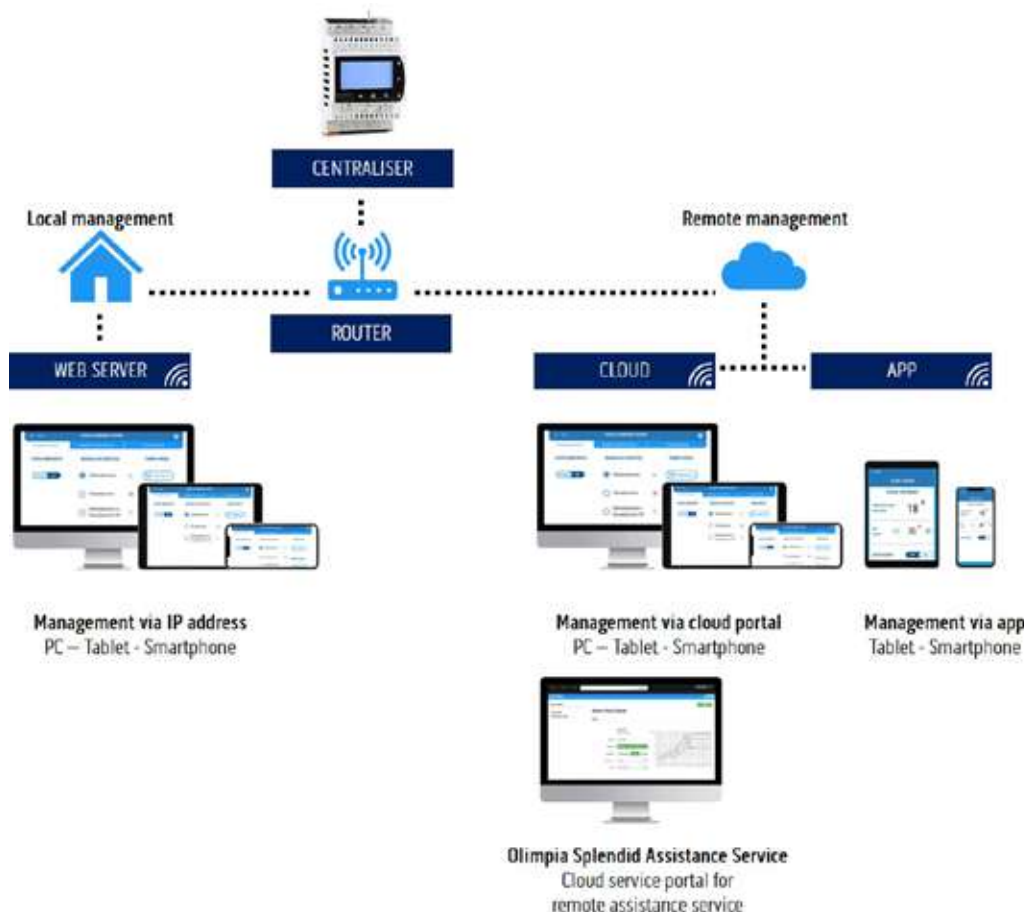 CENTRALISER
Local management
Remote management
ROUTER
WEB SERVER
CLOUD
APP
Management via IP address
PC – Tablet - Smartphone
Management via cloud portal
PC – Tablet - Smartphone
Management via app
Tablet - Smartphone
Olimpia Splendid Assistance Service
Cloud service portal for
remote assistance service